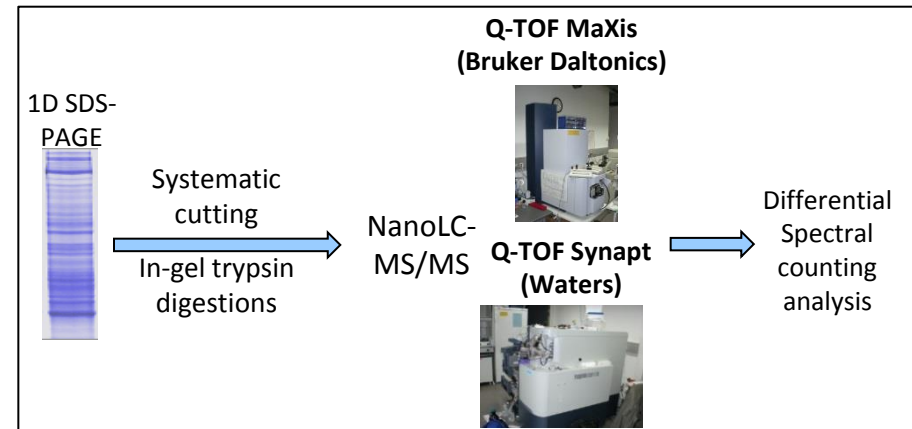 1D SDS-
PAGE
Systematic
cutting
In-gel trypsin
digestions
NanoLC-
MS/MS
Q-TOF MaXis
(Bruker Daltonics)
Q-TOF Synapt
(Waters)
Differential
Spectral
counting
analysis